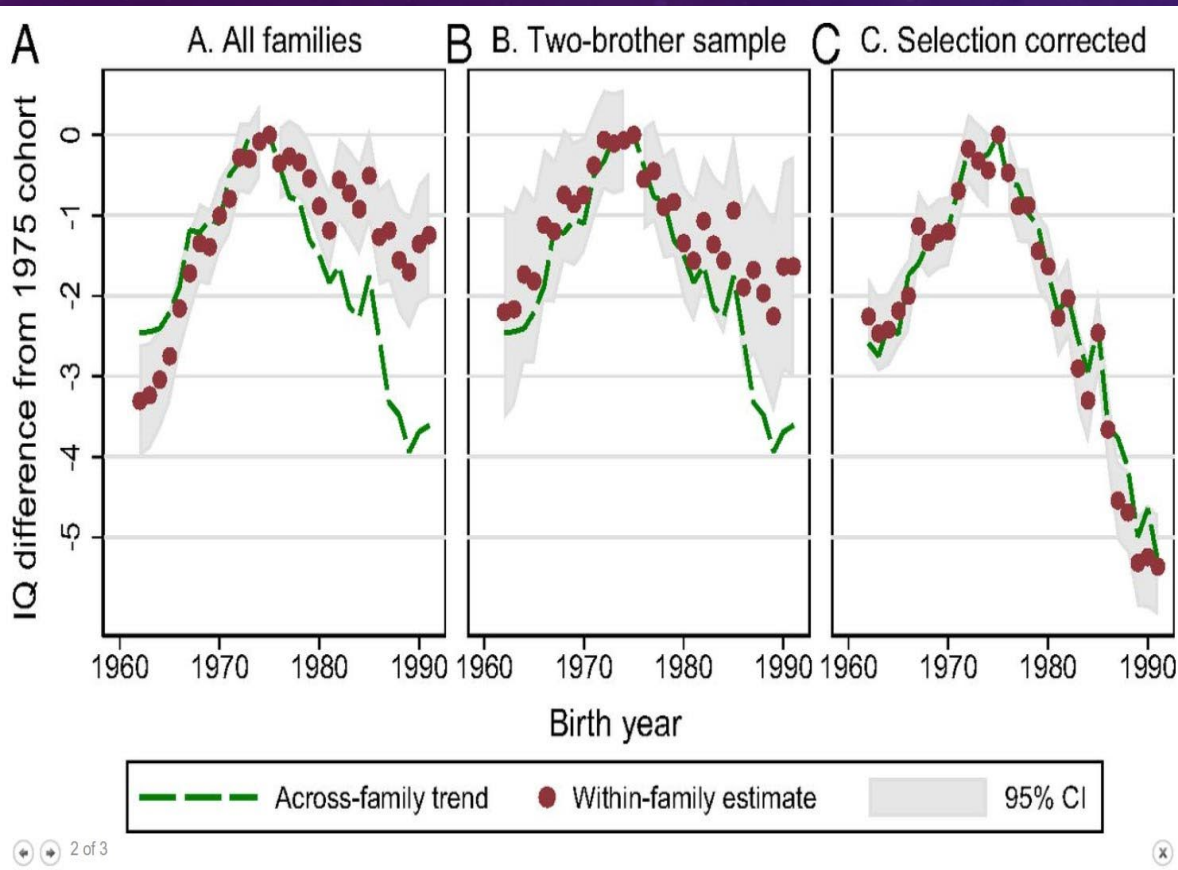 A
A. All families
B
B. Two-brother sample
C
C. Selection corrected
IQ difference from 1975 cohort
0
-1
-2
-3
-4
-5
1960 1970 1980 1990
1960 1970 1980 1990
1960 1970 1980 1990
Birth year
Across-family trend Within-family estimate 95% CI
2 of 3
x